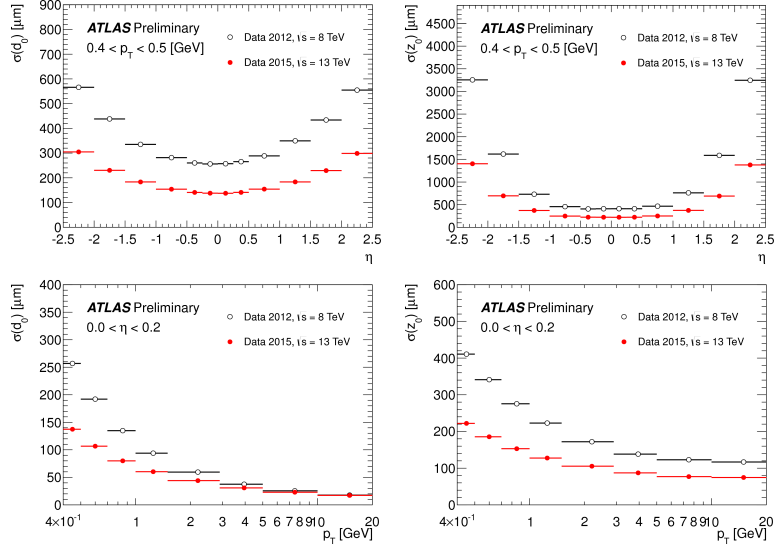 σ(d₀) [μm]
900
800
700
600
500
400
300
200
100
0
ATLAS Preliminary
0.4 < p_T < 0.5 [GeV]
Data 2012, √s = 8 TeV
Data 2015, √s = 13 TeV
-2.5 -2 -1.5 -1 -0.5 0 0.5 1 1.5 2 2.5
η
σ(z₀) [μm]
4500
4000
3500
3000
2500
2000
1500
1000
500
0
ATLAS Preliminary
0.4 < p_T < 0.5 [GeV]
Data 2012, √s = 8 TeV
Data 2015, √s = 13 TeV
-2.5 -2 -1.5 -1 -0.5 0 0.5 1 1.5 2 2.5
η
σ(d₀) [μm]
400
350
300
250
200
150
100
50
0
ATLAS Preliminary
0.0 < η < 0.2
Data 2012, √s = 8 TeV
Data 2015, √s = 13 TeV
4×10⁻¹ 1 2 3 4 5 6 7 8 9 10 20
p_T [GeV]
σ(z₀) [μm]
600
500
400
300
200
100
0
ATLAS Preliminary
0.0 < η < 0.2
Data 2012, √s = 8 TeV
Data 2015, √s = 13 TeV
4×10⁻¹ 1 2 3 4 5 6 7 8 9 10 20
p_T [GeV]